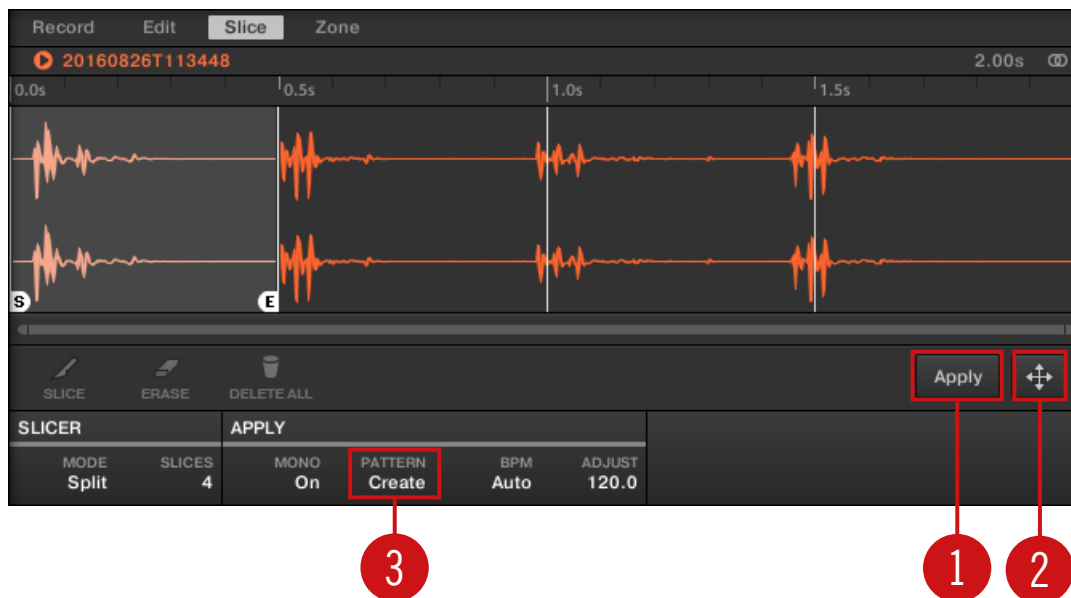 Record Edit Slice Zone
20160826T113448 2.00s
0.0s 0.5s 1.0s 1.5s
S E
SLICE ERASE DELETE ALL Apply
SLICER APPLY
MODE SLICES MONO PATTERN BPM ADJUST
Split 4 On Create Auto 120.0
3 1 2